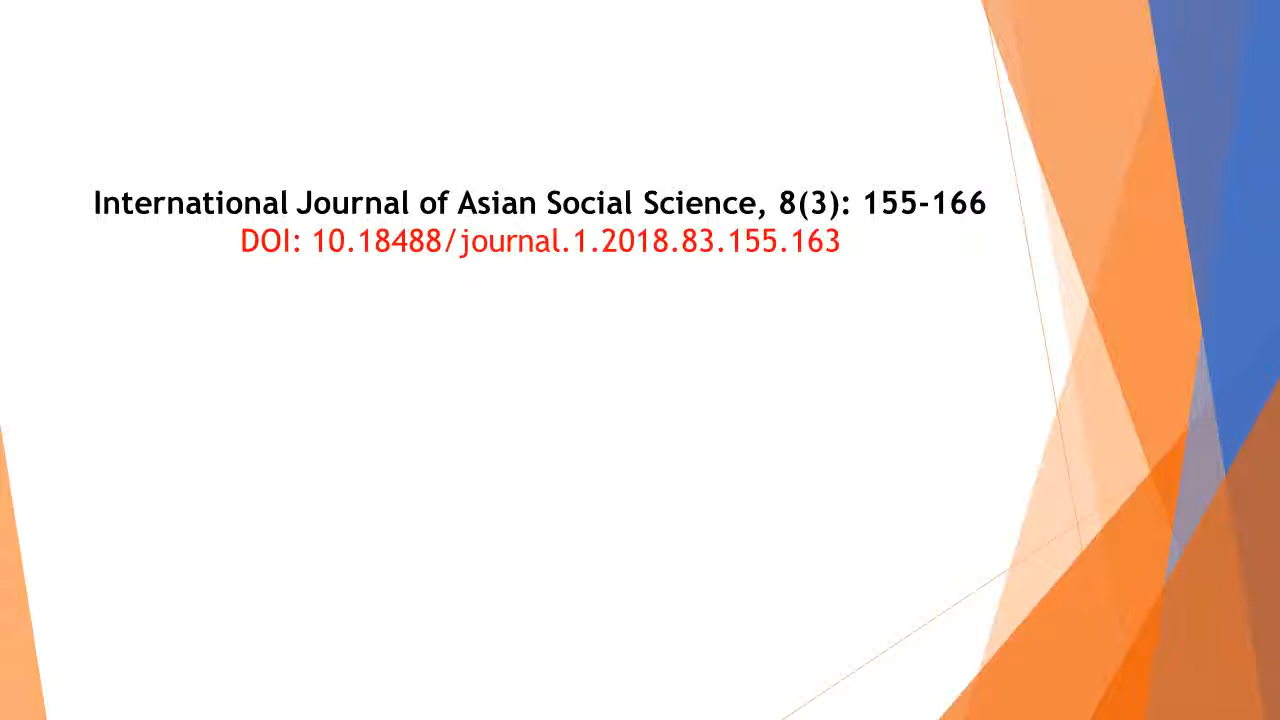 International Journal of Asian Social Science, 8(3): 155-166
DOI: 10.18488/journal.1.2018.83.155.163